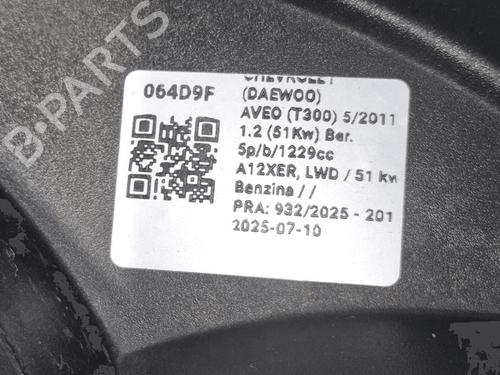 B-PARTS
064D9F
CHEVROLET
(DAEWOO)
AVEO (T300) 5/2011
1.2 (51Kw) Ber.
5p/b/1229cc
A12XER, LWD / 51 kw
Benzina / /
PRA: 932/2025 - 201
2025-07-10